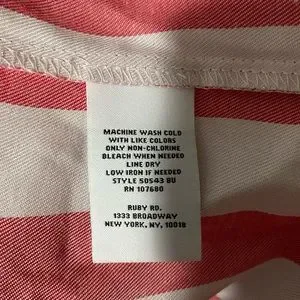 MACHINE WASH COLD
WITH LIKE COLORS
ONLY NON-CHLORINE
BLEACH WHEN NEEDED
LINE DRY
LOW IRON IF NEEDED
STYLE 50543 BU
RN 107680
RUBY RD.
1333 BROADWAY
NEW YORK, NY, 10018